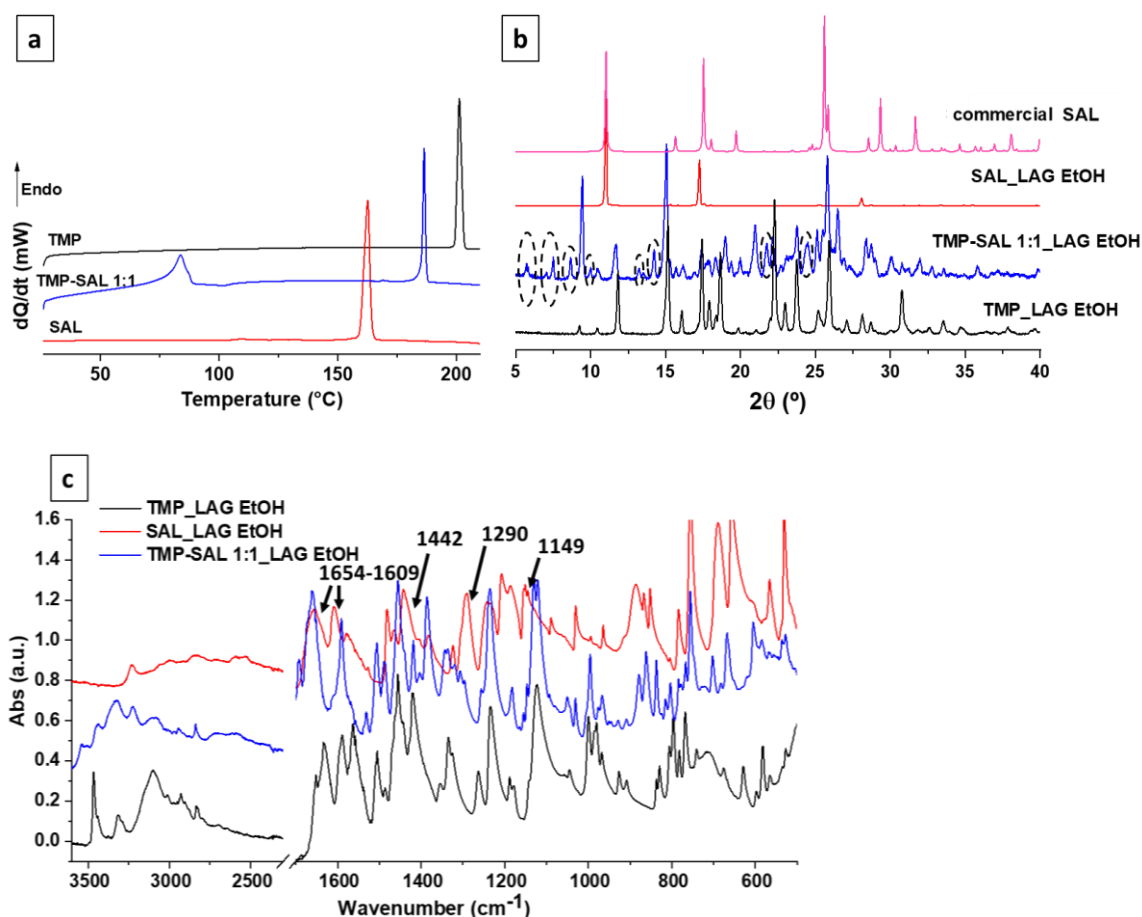 a
Endo
TMP
TMP-SAL 1:1
SAL
dQ/dt (mW)
50
100
150
200
Temperature (°C)
b
commercial SAL
SAL_LAG EtOH
TMP-SAL 1:1_LAG EtOH
TMP_LAG EtOH
5
10
15
20
25
30
35
40
2θ (º)
c
TMP_LAG EtOH
SAL_LAG EtOH
TMP-SAL 1:1_LAG EtOH
1654-1609
1442
1290
1149
1.6
1.4
1.2
1.0
0.8
0.6
0.4
0.2
0.0
Abs (a.u.)
3500
3000
2500
1600
1400
1200
1000
800
600
Wavenumber (cm⁻¹)